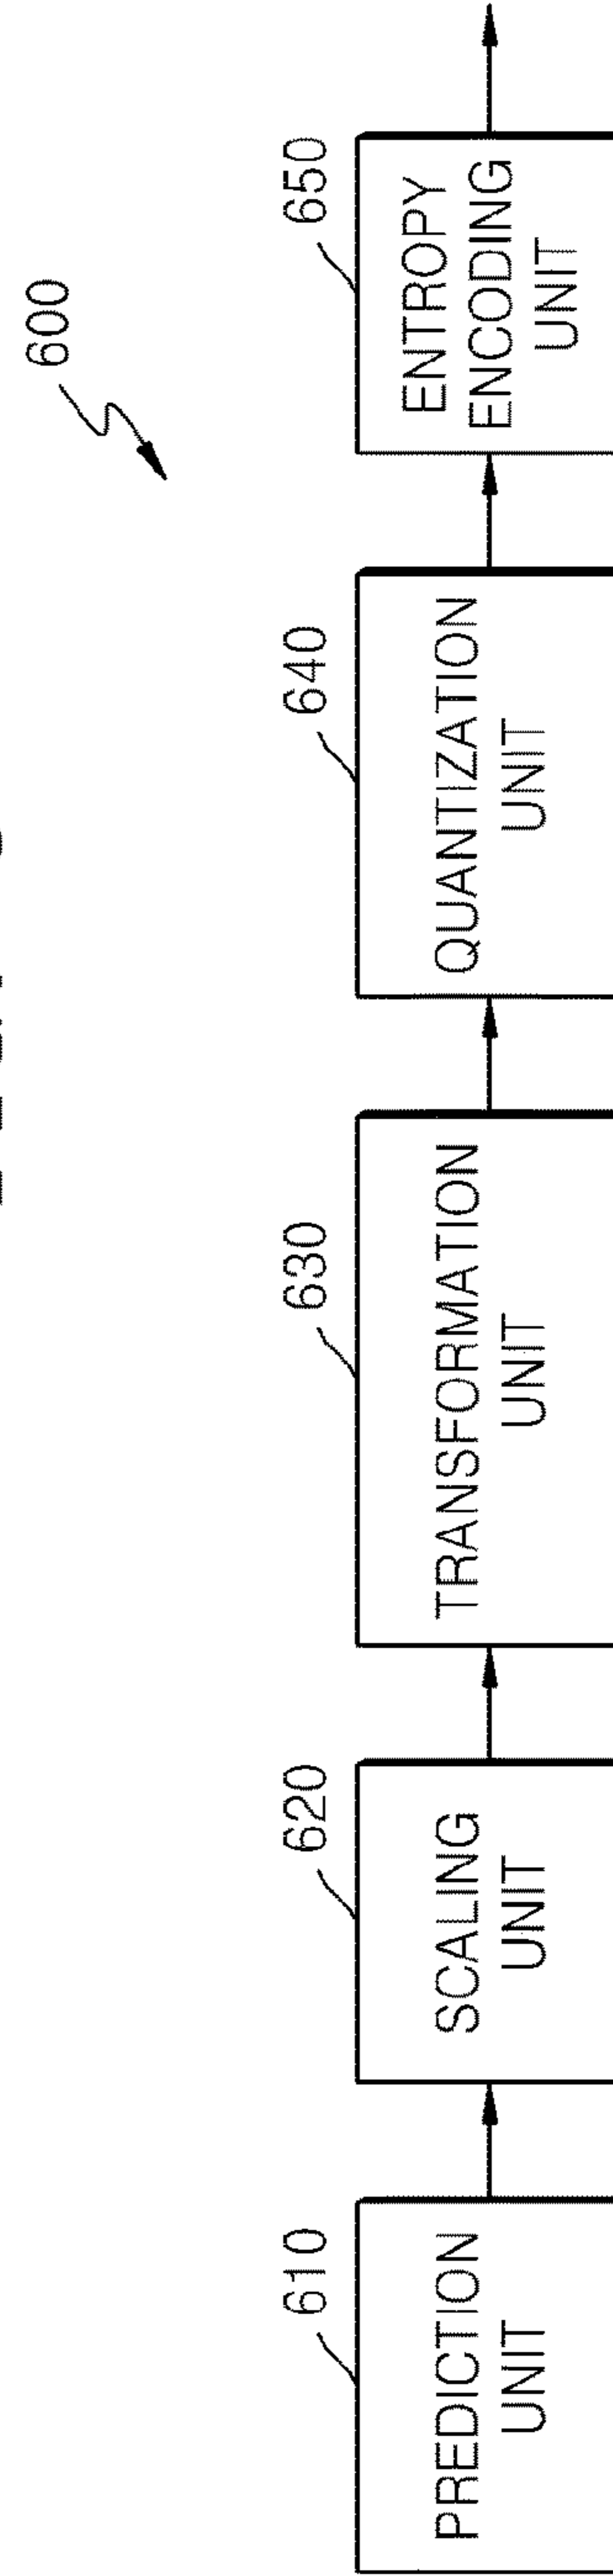 600
610
PREDICTION
UNIT
620
SCALING
UNIT
630
TRANSFORMATION
UNIT
640
QUANTIZATION
UNIT
650
ENTROPY
ENCODING
UNIT